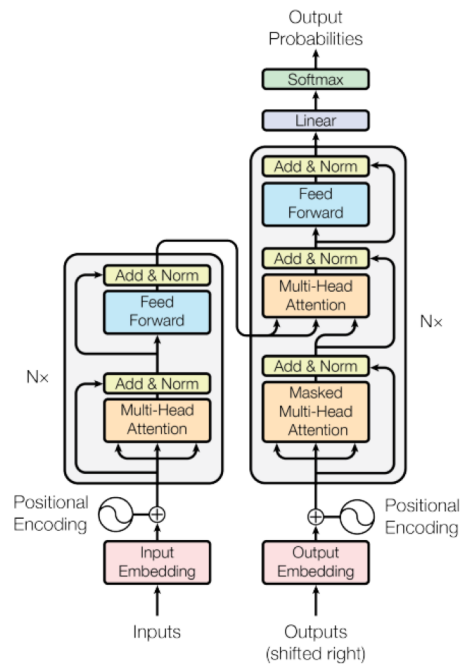 Output
Probabilities
Softmax
Linear
Add & Norm
Feed
Forward
Add & Norm
Multi-Head
Attention
Add & Norm
Masked
Multi-Head
Attention
N×
Add & Norm
Feed
Forward
Add & Norm
Multi-Head
Attention
N×
Positional
Encoding
Positional
Encoding
Input
Embedding
Output
Embedding
Inputs
Outputs
(shifted right)